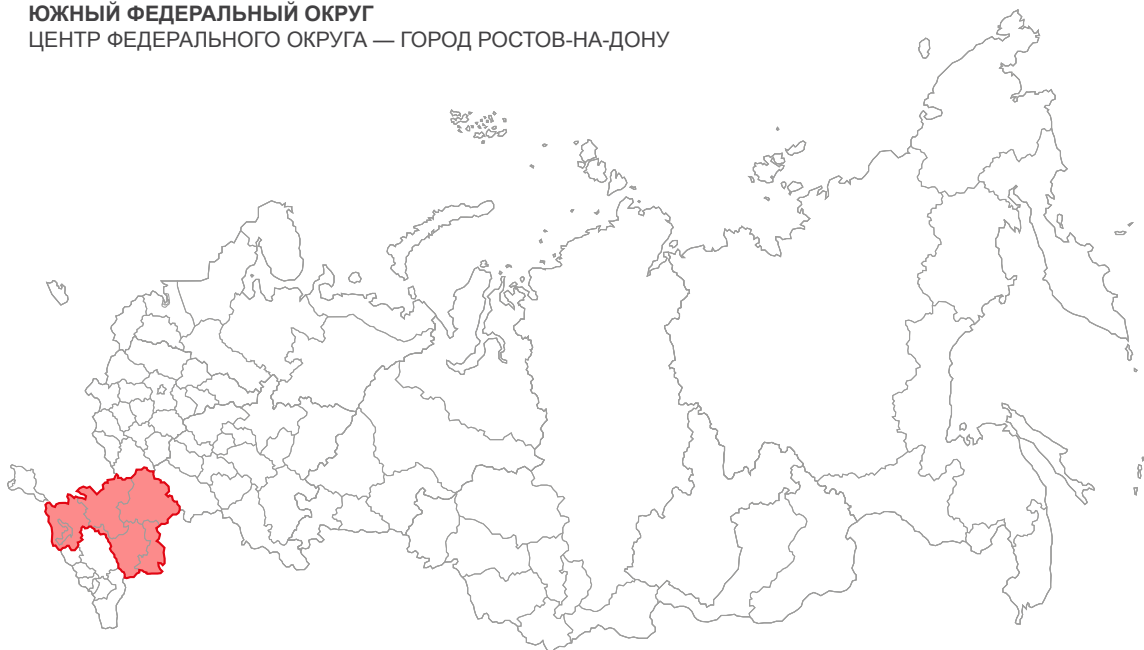 ЮЖНЫЙ ФЕДЕРАЛЬНЫЙ ОКРУГ
ЦЕНТР ФЕДЕРАЛЬНОГО ОКРУГА — ГОРОД РОСТОВ-НА-ДОНУ